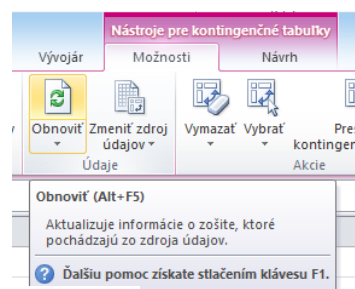 Nástroje pre kontingenčné tabuľky
Vývojár Možnosti Návrh
Obnoviť Zmeniť zdroj údajov Vymazať Vybrať
Údaje Akcie
Obnoviť (Alt+F5)
Aktualizuje informácie o zošite, ktoré
pochádzajú zo zdroja údajov.
Ďalšiu pomoc získate stlačením klávesu F1.